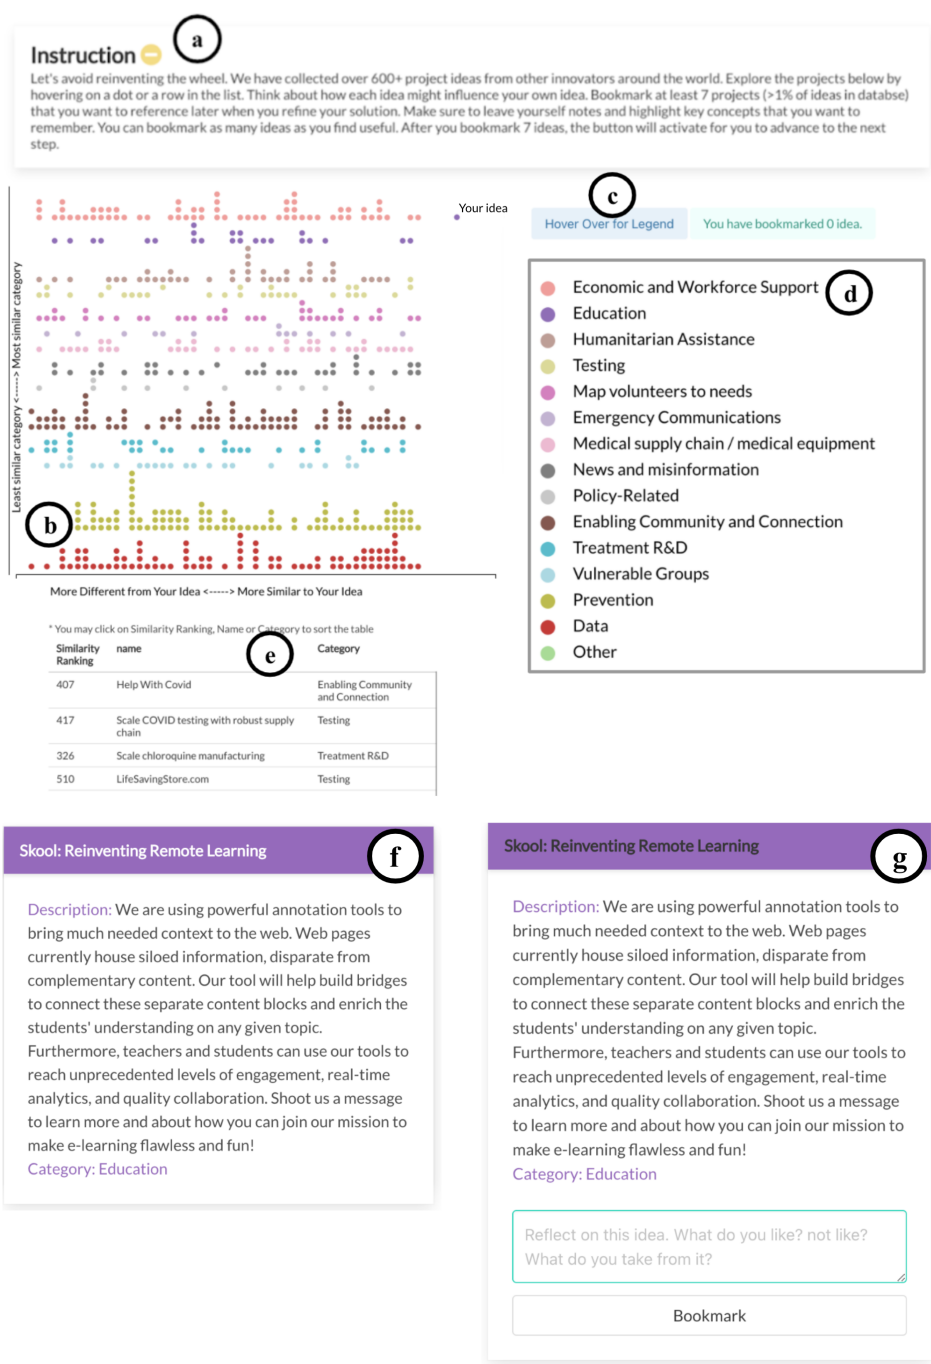 a
Instruction
Let's avoid reinventing the wheel. We have collected over 600+ project ideas from other innovators around the world. Explore the projects below by
hovering on a dot or a row in the list. Think about how each idea might influence your own idea. Bookmark at least 7 projects (>1% of ideas in databse)
that you want to reference later when you refine your solution. Make sure to leave yourself notes and highlight key concepts that you want to
remember. You can bookmark as many ideas as you find useful. After you bookmark 7 ideas, the button will activate for you to advance to the next
step.
c
Your idea
Hover Over for Legend
You have bookmarked 0 idea.
Least similar category <-----> Most similar category
b
More Different from Your Idea <-----> More Similar to Your Idea
d
Economic and Workforce Support
Education
Humanitarian Assistance
Testing
Map volunteers to needs
Emergency Communications
Medical supply chain / medical equipment
News and misinformation
Policy-Related
Enabling Community and Connection
Treatment R&D
Vulnerable Groups
Prevention
Data
Other
* You may click on Similarity Ranking, Name or Category to sort the table
e
Similarity
Ranking
name
Category
407
Help With Covid
Enabling Community
and Connection
417
Scale COVID testing with robust supply
chain
Testing
326
Scale chloroquine manufacturing
Treatment R&D
510
LifeSavingStore.com
Testing
Skool: Reinventing Remote Learning
f
Description: We are using powerful annotation tools to
bring much needed context to the web. Web pages
currently house siloed information, disparate from
complementary content. Our tool will help build bridges
to connect these separate content blocks and enrich the
students' understanding on any given topic.
Furthermore, teachers and students can use our tools to
reach unprecedented levels of engagement, real-time
analytics, and quality collaboration. Shoot us a message
to learn more and about how you can join our mission to
make e-learning flawless and fun!
Category: Education
Skool: Reinventing Remote Learning
g
Description: We are using powerful annotation tools to
bring much needed context to the web. Web pages
currently house siloed information, disparate from
complementary content. Our tool will help build bridges
to connect these separate content blocks and enrich the
students' understanding on any given topic.
Furthermore, teachers and students can use our tools to
reach unprecedented levels of engagement, real-time
analytics, and quality collaboration. Shoot us a message
to learn more and about how you can join our mission to
make e-learning flawless and fun!
Category: Education
Reflect on this idea. What do you like? not like?
What do you take from it?
Bookmark